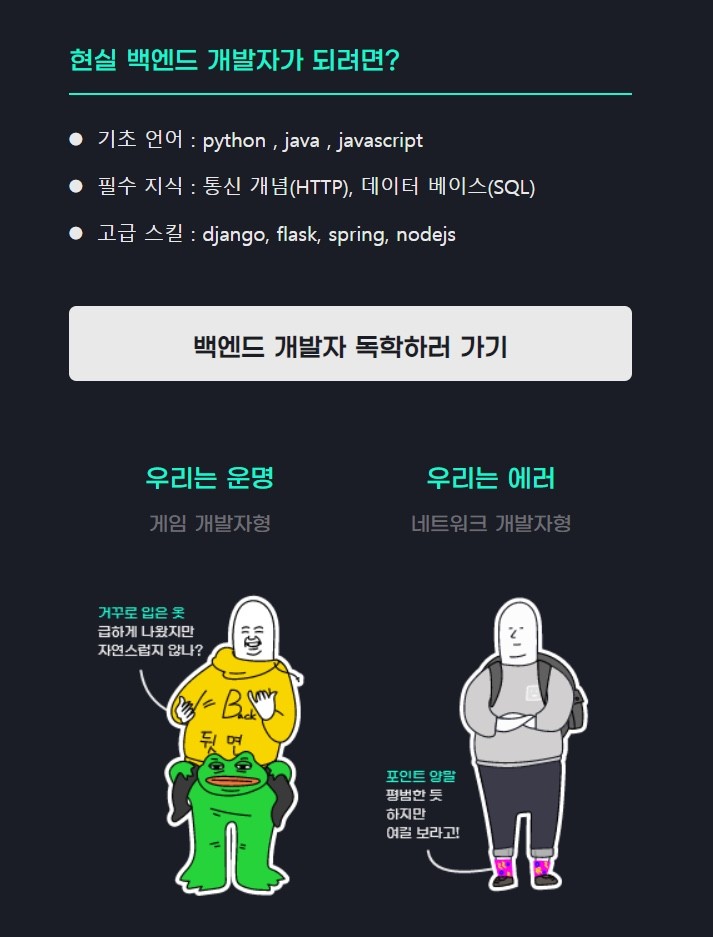 현실 백엔드 개발자가 되려면?
기초 언어 : python , java , javascript
필수 지식 : 통신 개념(HTTP), 데이터 베이스(SQL)
고급 스킬 : django, flask, spring, nodejs
백엔드 개발자 독학하러 가기
우리는 운명
게임 개발자형
거꾸로 입은 옷
급하게 나왔지만
자연스럽지 않나?
Back
뒷면
우리는 에러
네트워크 개발자형
포인트 양말
평범한 듯
하지만
여길 보라고!